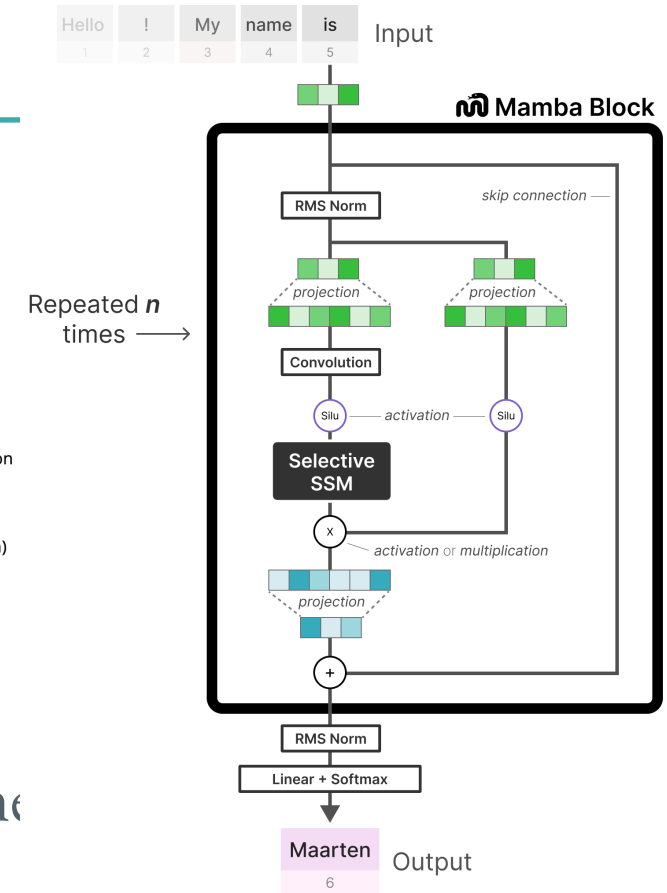 Hello ! My name is
1 2 3 4 5
Input
Mamba Block
skip connection
RMS Norm
projection projection
Repeated n
times
Convolution
Silu activation Silu
Selective
SSM
x
activation or multiplication
projection
+
RMS Norm
Linear + Softmax
Maarten
6
Output
on
)